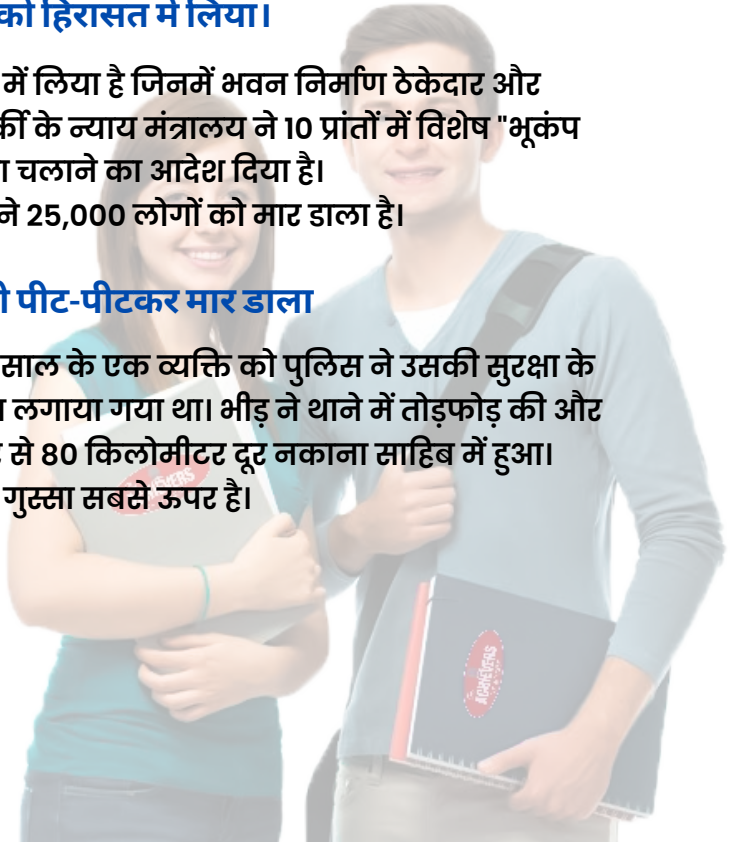 को हिरासत में लिया।
में लिया है जिनमें भवन निर्माण ठेकेदार और
के न्याय मंत्रालय ने 10 प्रांतों में विशेष "भूकंप
चलाने का आदेश दिया है।
ने 25,000 लोगों को मार डाला है।
पीट-पीटकर मार डाला
साल के एक व्यक्ति को पुलिस ने उसकी सुरक्षा के
लगाया गया था। भीड़ ने थाने में तोड़फोड़ की और
से 80 किलोमीटर दूर नकाना साहिब में हुआ।
गुस्सा सबसे ऊपर है।
ACHIEVERS